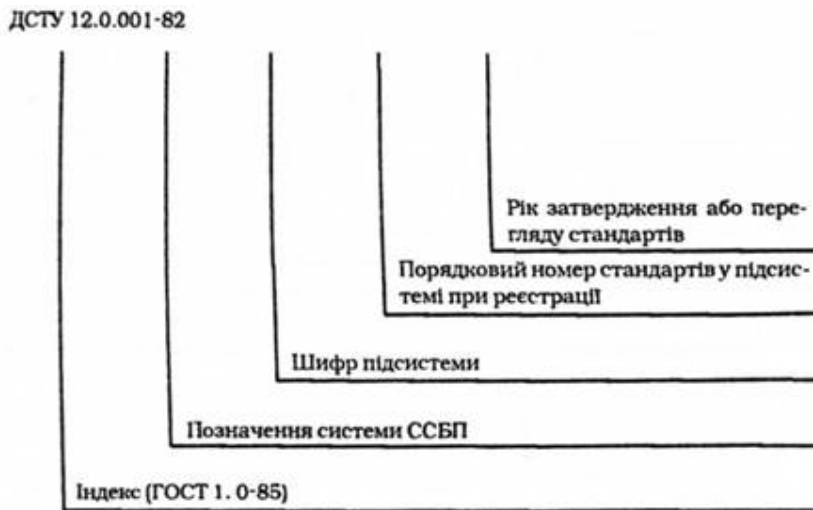 ДСТУ 12.0.001-82
Рік затвердження або пере-
гляду стандартів
Порядковий номер стандартів у підсис-
темі при реєстрації
Шифр підсистеми
Позначення системи ССБП
Індекс (ГОСТ 1. 0-85)